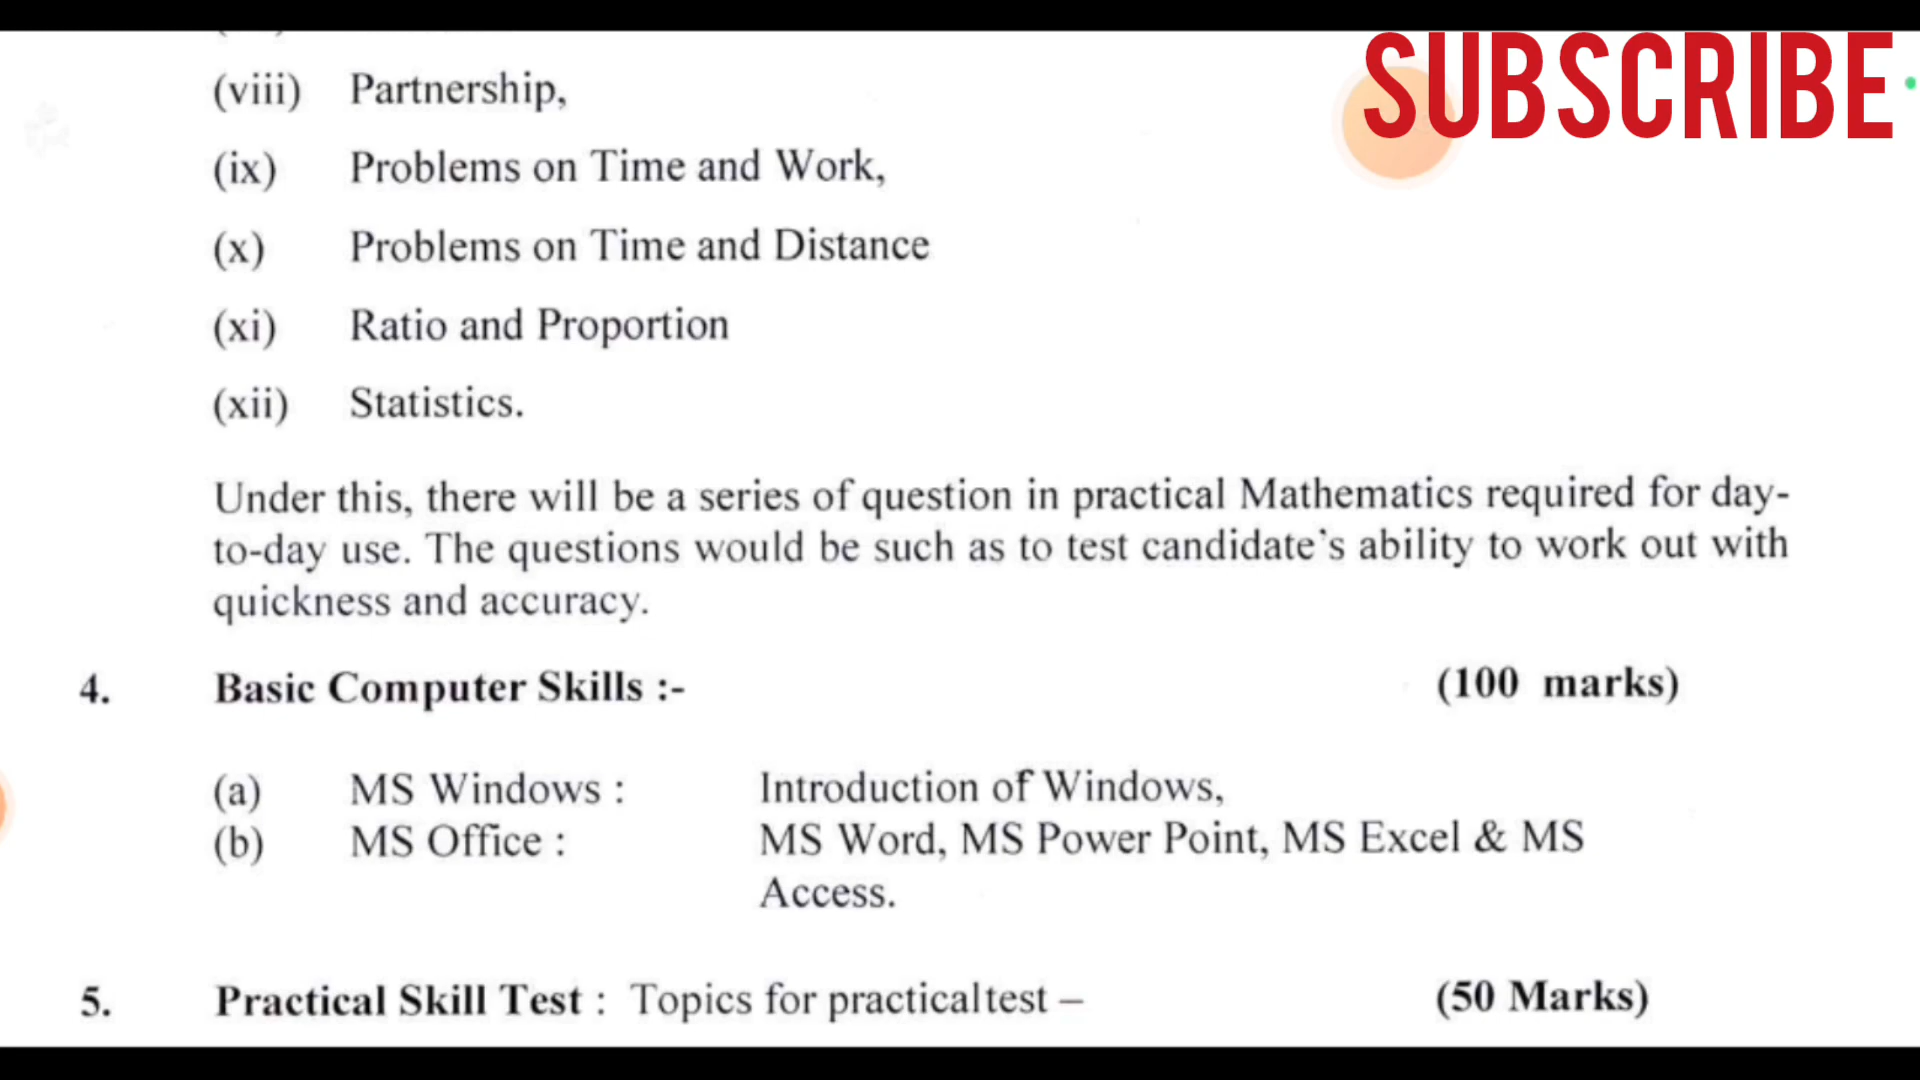 SUBSCRIBE
(viii) Partnership,
(ix) Problems on Time and Work,
(x) Problems on Time and Distance
(xi) Ratio and Proportion
(xii) Statistics.
Under this, there will be a series of question in practical Mathematics required for day-
to-day use. The questions would be such as to test candidate's ability to work out with
quickness and accuracy.
4. Basic Computer Skills :- (100 marks)
(a) MS Windows : Introduction of Windows,
(b) MS Office : MS Word, MS Power Point, MS Excel & MS
Access.
5. Practical Skill Test : Topics for practical test – (50 Marks)